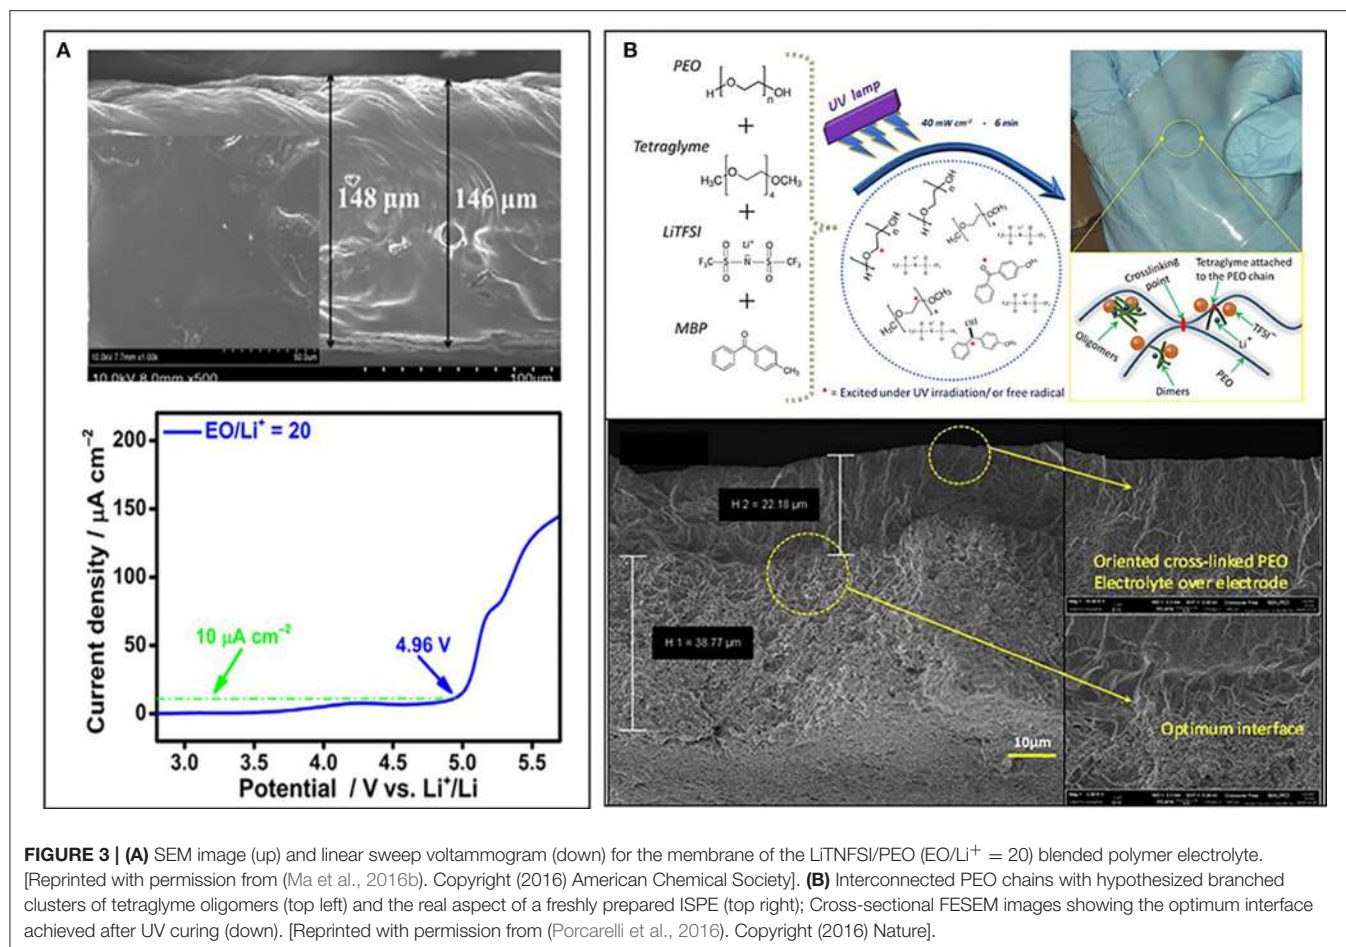 A
148 µm
146 µm
10.0kV 7.7mm x1.00k
50.0um
10.0kV 8.0mm x500
100µm
EO/Li⁺ = 20
200
150
100
50
0
10 µA cm⁻²
4.96 V
Current density / µA cm⁻²
3.0 3.5 4.0 4.5 5.0 5.5
Potential / V vs. Li⁺/Li
B
PEO
H O OH
n
+
Tetraglyme
H₃C O OCH₃
4
+
LiTFSI
Li⁺
F₃C S N S CF₃
O O
O O
+
MBP
O
CH₃
UV lamp
40 mW cm⁻² - 6 min
* = Excited under UV irradiation/ or free radical
Crosslinking
point
Tetraglyme attached
to the PEO chain
Oligomers
TFSI⁻
Li⁺
PEO
Dimers
H 2 = 22.18 µm
H 1 = 38.77 µm
10µm
Oriented cross-linked PEO
Electrolyte over electrode
Optimum interface
FIGURE 3 | (A) SEM image (up) and linear sweep voltammogram (down) for the membrane of the LiTNFSI/PEO (EO/Li⁺ = 20) blended polymer electrolyte.
[Reprinted with permission from (Ma et al., 2016b). Copyright (2016) American Chemical Society]. (B) Interconnected PEO chains with hypothesized branched
clusters of tetraglyme oligomers (top left) and the real aspect of a freshly prepared ISPE (top right); Cross-sectional FESEM images showing the optimum interface
achieved after UV curing (down). [Reprinted with permission from (Porcarelli et al., 2016). Copyright (2016) Nature].